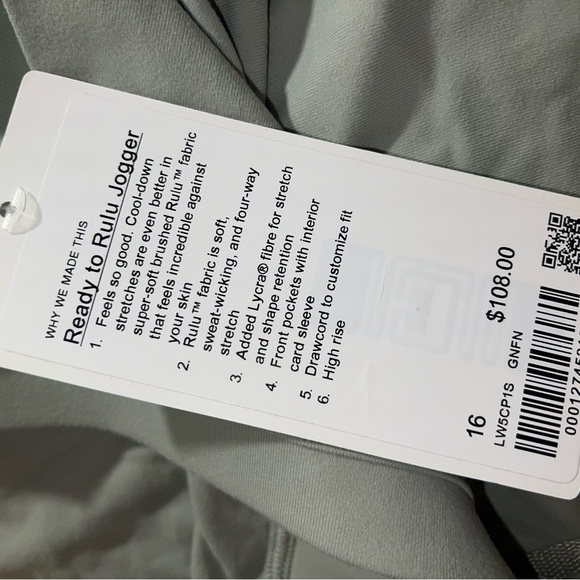 WHY WE MADE THIS
Ready to Rulu Jogger
1. Feels so good. Cool-down
stretches are even better in
super-soft brushed Rulu™ fabric
that feels incredible against
your skin
2. Rulu™ fabric is soft,
sweat-wicking, and four-way
stretch
3. Added Lycra® fibre for stretch
and shape retention
4. Front pockets with interior
card sleeve
5. Drawcord to customize fit
6. High rise
16
$108.00
LW5CP1S GNFN